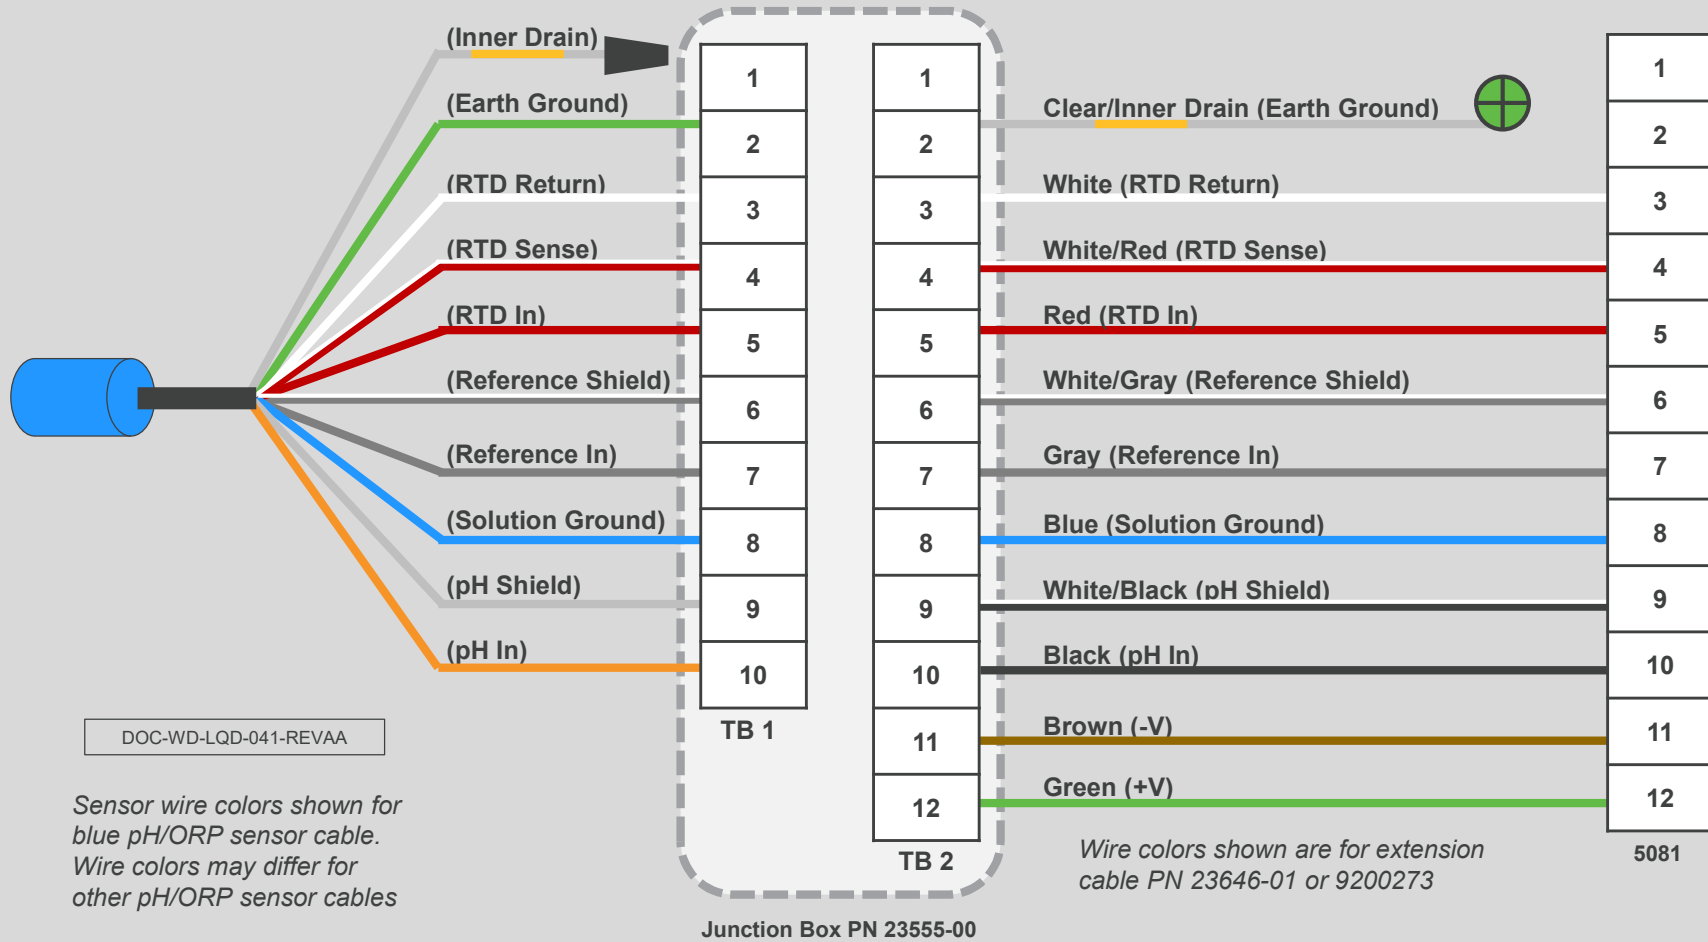 (Inner Drain)
(Earth Ground)
(RTD Return)
(RTD Sense)
(RTD In)
(Reference Shield)
(Reference In)
(Solution Ground)
(pH Shield)
(pH In)
DOC-WD-LQD-041-REVAA
Sensor wire colors shown for
blue pH/ORP sensor cable.
Wire colors may differ for
other pH/ORP sensor cables
1
2
3
4
5
6
7
8
9
10
TB 1
1
2
3
4
5
6
7
8
9
10
11
12
TB 2
Junction Box PN 23555-00
Clear/Inner Drain (Earth Ground)
White (RTD Return)
White/Red (RTD Sense)
Red (RTD In)
White/Gray (Reference Shield)
Gray (Reference In)
Blue (Solution Ground)
White/Black (pH Shield)
Black (pH In)
Brown (-V)
Green (+V)
Wire colors shown are for extension
cable PN 23646-01 or 9200273
1
2
3
4
5
6
7
8
9
10
11
12
5081